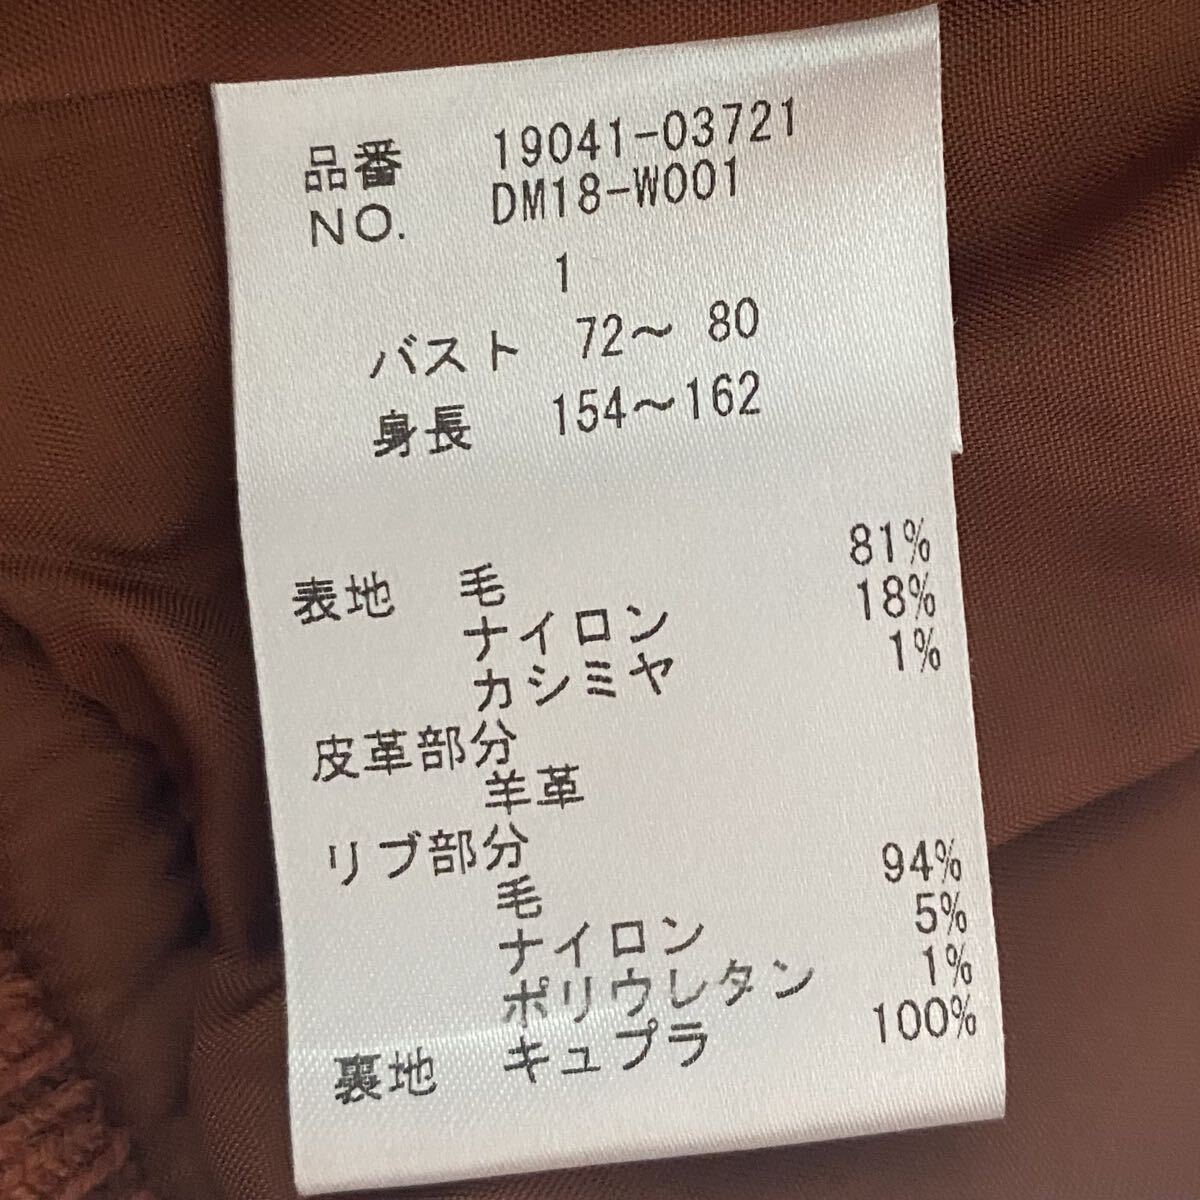 品番 19041-03721
NO. DM18-W001
1
バスト 72～ 80
身長 154～162
表地 毛 81%
ナイロン 18%
カシミヤ 1%
皮革部分
羊革
リブ部分
毛 94%
ナイロン 5%
ポリウレタン 1%
裏地 キュプラ 100%